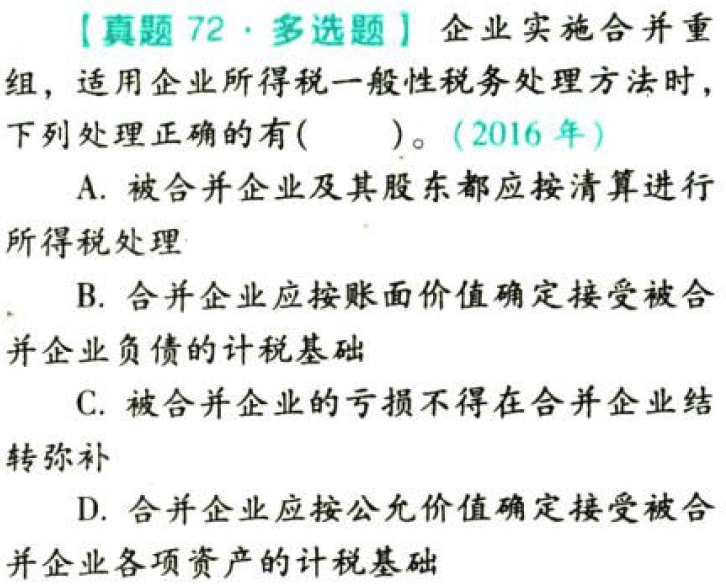 【真题 72 · 多选题】企业实施合并重
组，适用企业所得税一般性税务处理方法时，
下列处理正确的有(　　)。（2016 年）
A. 被合并企业及其股东都应按清算进行
所得税处理
B. 合并企业应按账面价值确定接受被合
并企业负债的计税基础
C. 被合并企业的亏损不得在合并企业结
转弥补
D. 合并企业应按公允价值确定接受被合
并企业各项资产的计税基础